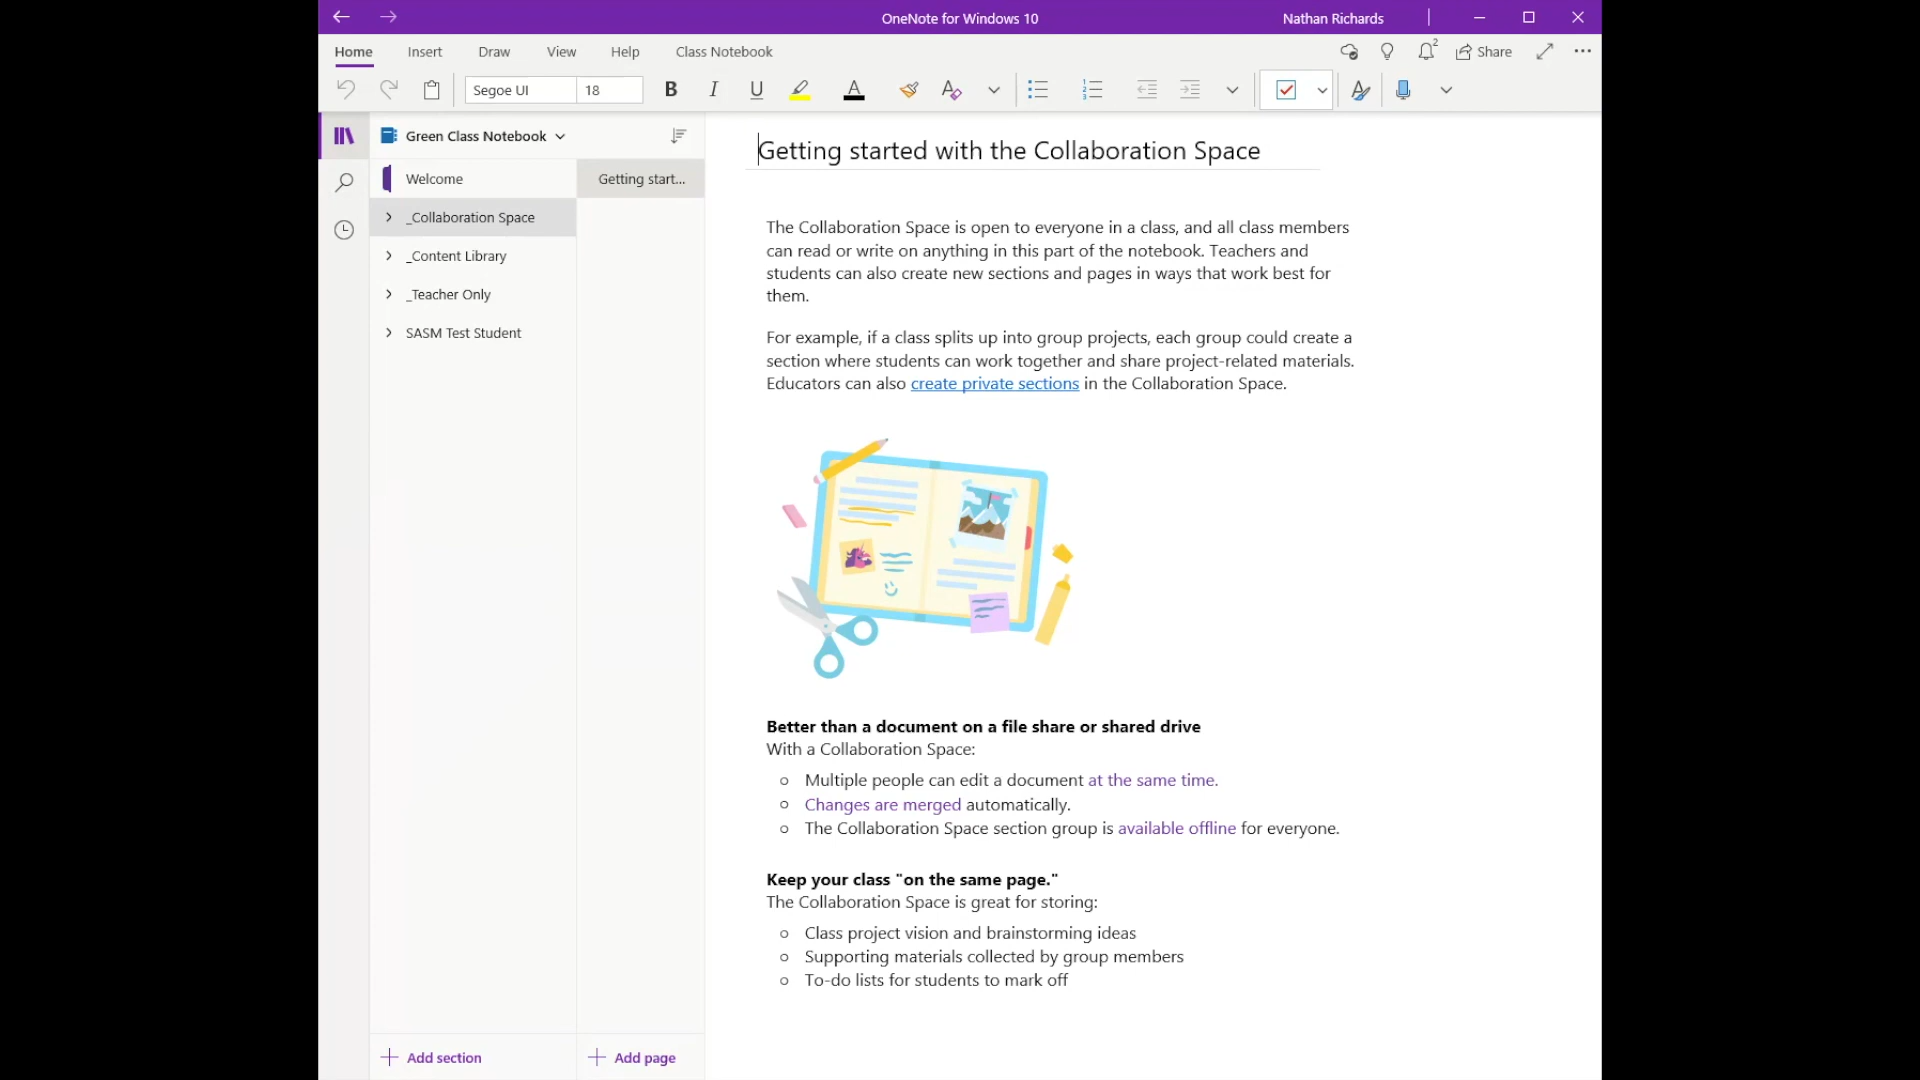 OneNote for Windows 10
Nathan Richards
Home Insert Draw View Help Class Notebook
2
Share
Segoe UI 18 B I U A A
Green Class Notebook
Welcome
Getting start...
_Collaboration Space
_Content Library
_Teacher Only
SASM Test Student
Getting started with the Collaboration Space
The Collaboration Space is open to everyone in a class, and all class members
can read or write on anything in this part of the notebook. Teachers and
students can also create new sections and pages in ways that work best for
them.
For example, if a class splits up into group projects, each group could create a
section where students can work together and share project-related materials.
Educators can also create private sections in the Collaboration Space.
Better than a document on a file share or shared drive
With a Collaboration Space:
o Multiple people can edit a document at the same time.
o Changes are merged automatically.
o The Collaboration Space section group is available offline for everyone.
Keep your class "on the same page."
The Collaboration Space is great for storing:
o Class project vision and brainstorming ideas
o Supporting materials collected by group members
o To-do lists for students to mark off
+ Add section
+ Add page